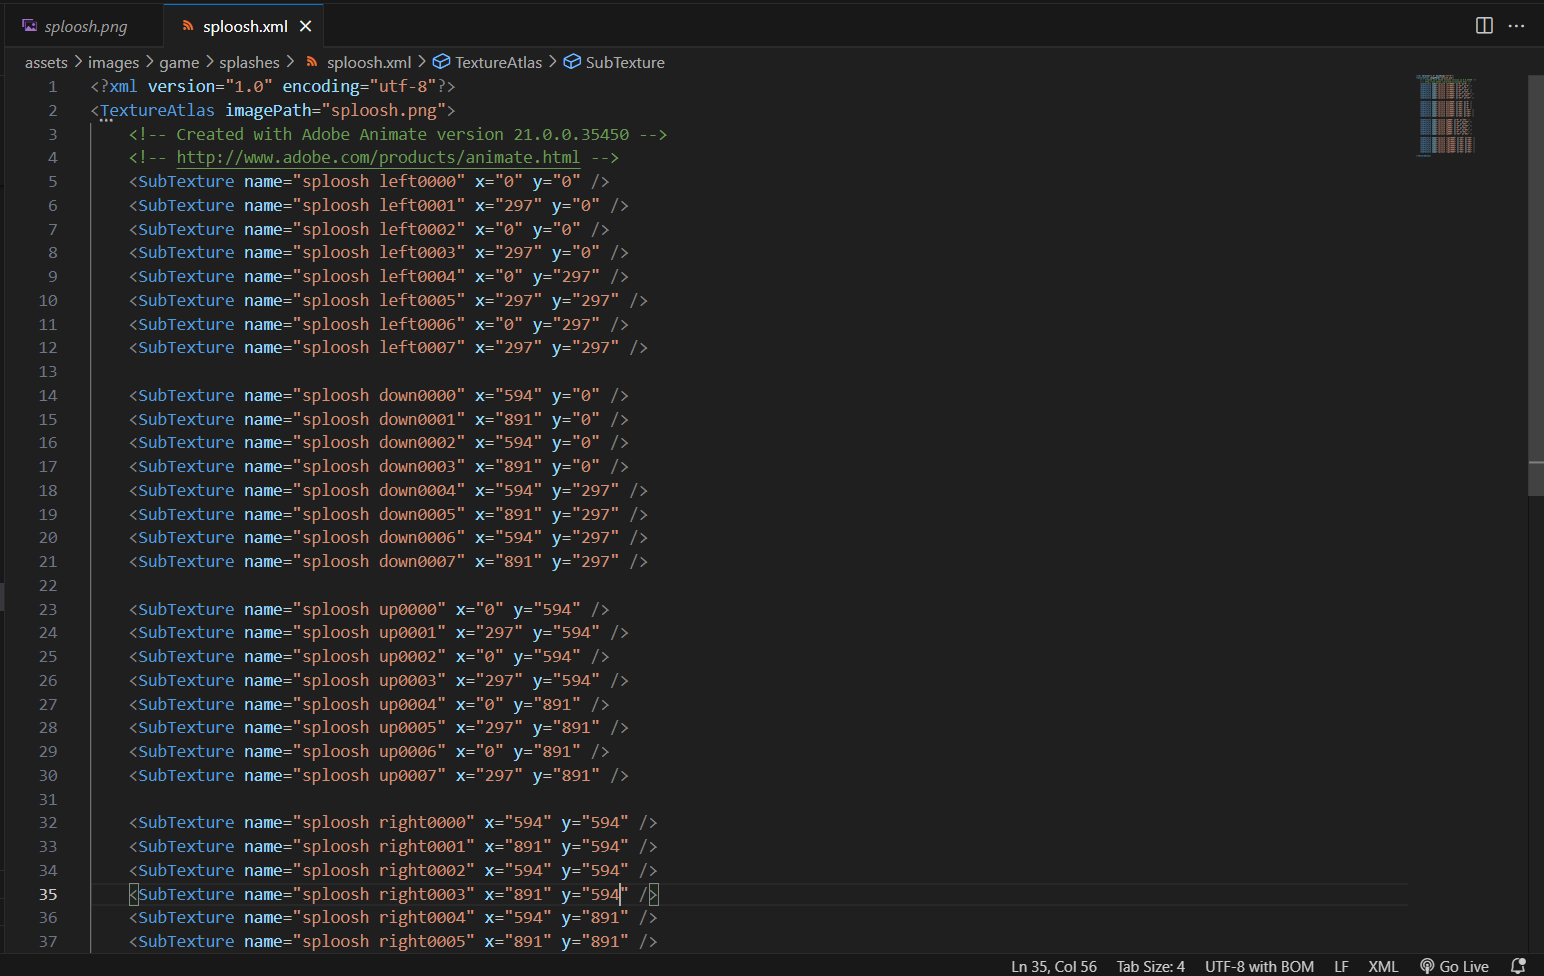 sploosh.png
sploosh.xml
assets > images > game > splashes > sploosh.xml > TextureAtlas > SubTexture
1 <?xml version="1.0" encoding="utf-8"?>
2 <TextureAtlas imagePath="sploosh.png">
3 <!-- Created with Adobe Animate version 21.0.0.35450 -->
4 <!-- http://www.adobe.com/products/animate.html -->
5 <SubTexture name="sploosh left0000" x="0" y="0" />
6 <SubTexture name="sploosh left0001" x="297" y="0" />
7 <SubTexture name="sploosh left0002" x="0" y="0" />
8 <SubTexture name="sploosh left0003" x="297" y="0" />
9 <SubTexture name="sploosh left0004" x="0" y="297" />
10 <SubTexture name="sploosh left0005" x="297" y="297" />
11 <SubTexture name="sploosh left0006" x="0" y="297" />
12 <SubTexture name="sploosh left0007" x="297" y="297" />
13
14 <SubTexture name="sploosh down0000" x="594" y="0" />
15 <SubTexture name="sploosh down0001" x="891" y="0" />
16 <SubTexture name="sploosh down0002" x="594" y="0" />
17 <SubTexture name="sploosh down0003" x="891" y="0" />
18 <SubTexture name="sploosh down0004" x="594" y="297" />
19 <SubTexture name="sploosh down0005" x="891" y="297" />
20 <SubTexture name="sploosh down0006" x="594" y="297" />
21 <SubTexture name="sploosh down0007" x="891" y="297" />
22
23 <SubTexture name="sploosh up0000" x="0" y="594" />
24 <SubTexture name="sploosh up0001" x="297" y="594" />
25 <SubTexture name="sploosh up0002" x="0" y="594" />
26 <SubTexture name="sploosh up0003" x="297" y="594" />
27 <SubTexture name="sploosh up0004" x="0" y="891" />
28 <SubTexture name="sploosh up0005" x="297" y="891" />
29 <SubTexture name="sploosh up0006" x="0" y="891" />
30 <SubTexture name="sploosh up0007" x="297" y="891" />
31
32 <SubTexture name="sploosh right0000" x="594" y="594" />
33 <SubTexture name="sploosh right0001" x="891" y="594" />
34 <SubTexture name="sploosh right0002" x="594" y="594" />
35 <SubTexture name="sploosh right0003" x="891" y="594" />
36 <SubTexture name="sploosh right0004" x="594" y="891" />
37 <SubTexture name="sploosh right0005" x="891" y="891" />
Ln 35, Col 56 Tab Size: 4 UTF-8 with BOM LF XML Go Live